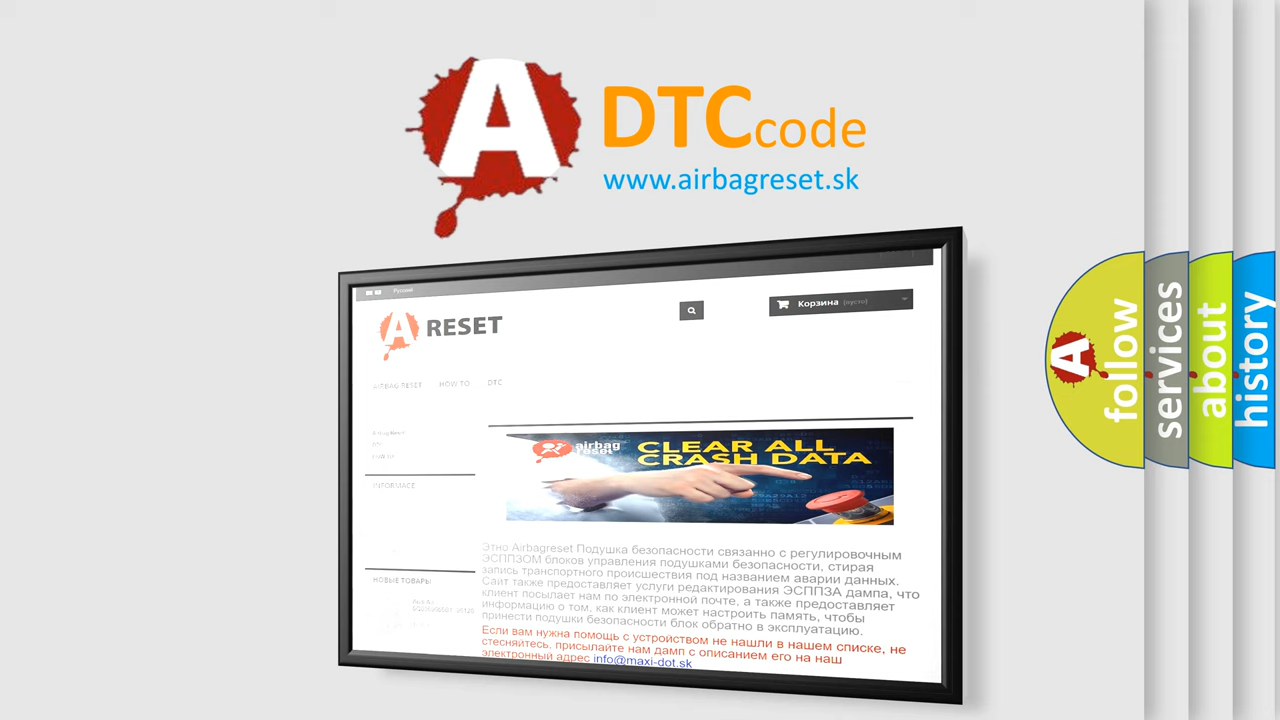 A
DTCcode
www.airbagreset.sk
Русский
A RESET
Корзина (пусто)
AIRBAG RESET HOW TO DTC
airbag reset
CLEAR ALL
CRASH DATA
INFORMACE
Этно Airbagreset Подушка безопасности связанно с регулировочным
ЭСППЗОМ блоков управления подушками безопасности, стирая
запись транспортного происшествия под названием аварии данных.
Сайт также предоставляет услуги редактирования ЭСППЗА дампа, что
клиент посылает нам по электронной почте, а также предоставляет
информацию о том, как клиент может настроить память, чтобы
принести подушки безопасности блок обратно в эксплуатацию.
НОВЫЕ ТОВАРЫ
Если вам нужна помощь с устройством не нашли в нашем списке, не
стесняйтесь, присылайте нам дамп с описанием его на наш
электронный адрес info@maxi-dot.sk
A
follow
services
about
history